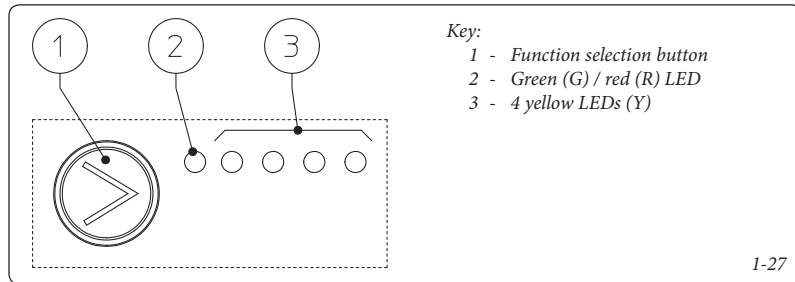 1
2
3
Key:
1 - Function selection button
2 - Green (G) / red (R) LED
3 - 4 yellow LEDs (Y)
1-27